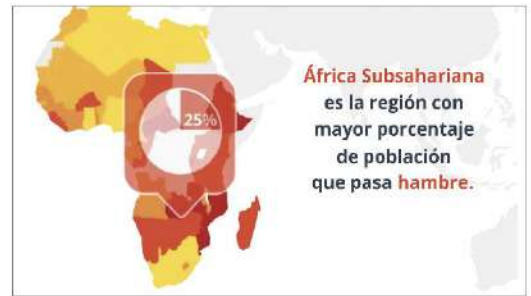 África Subsahariana
es la región con
mayor porcentaje
de población
que pasa hambre.
25%